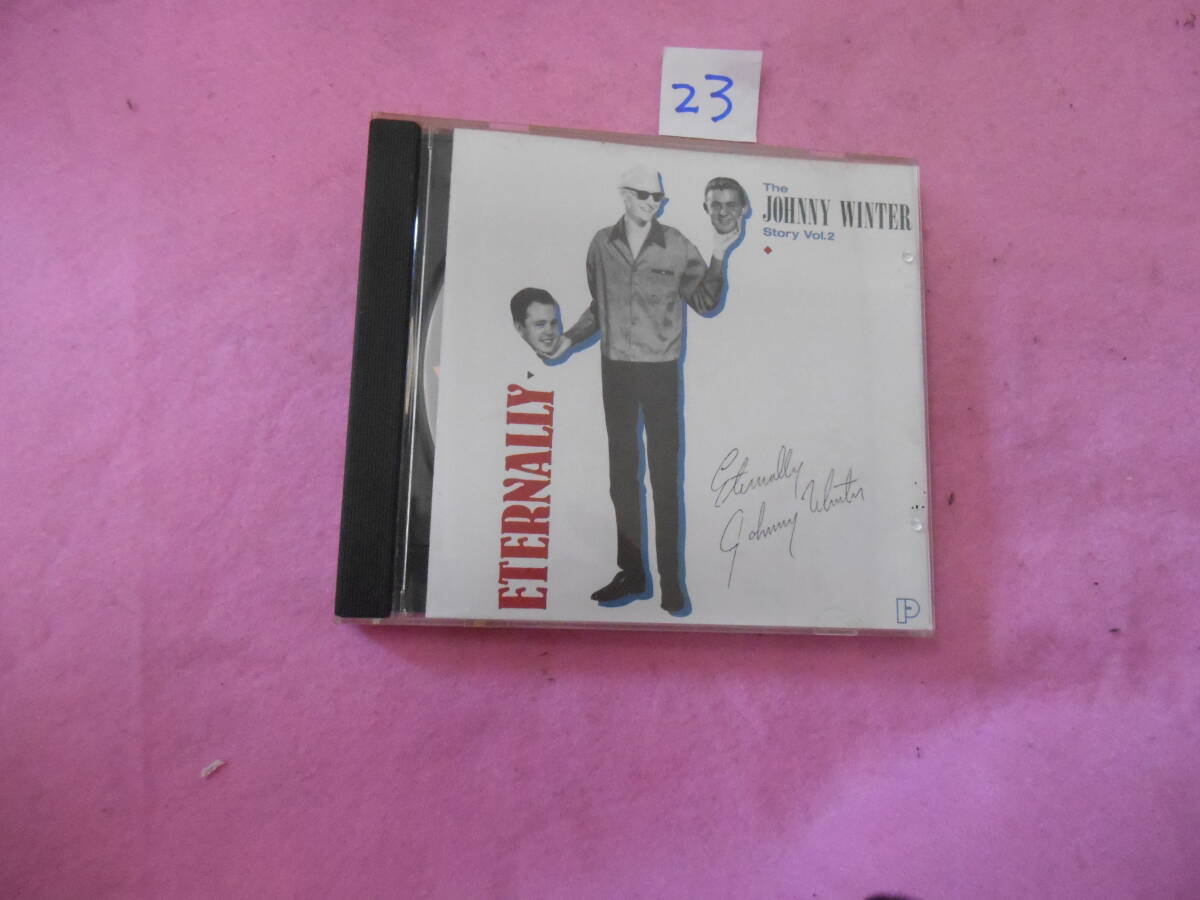 23
The
JOHNNY WINTER
Story Vol.2
ETERNALLY
Eternally
Johnny Winter
P